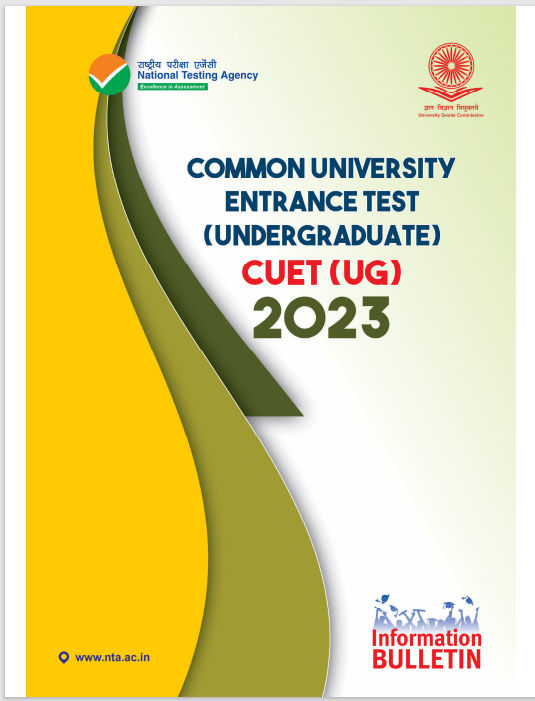 राष्ट्रीय परीक्षा एजेंसी
National Testing Agency
Excellence in Assessment
ज्ञान-विज्ञान विमुक्तये
University Grants Commission
COMMON UNIVERSITY
ENTRANCE TEST
(UNDERGRADUATE)
CUET (UG)
2023
www.nta.ac.in
Information
BULLETIN